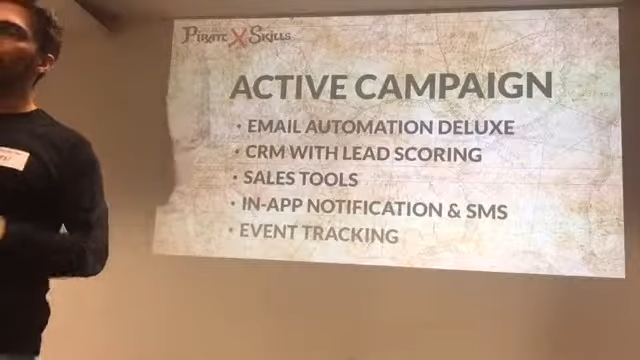 PIRATE X SKILLS
ACTIVE CAMPAIGN
• EMAIL AUTOMATION DELUXE
• CRM WITH LEAD SCORING
• SALES TOOLS
• IN-APP NOTIFICATION & SMS
• EVENT TRACKING